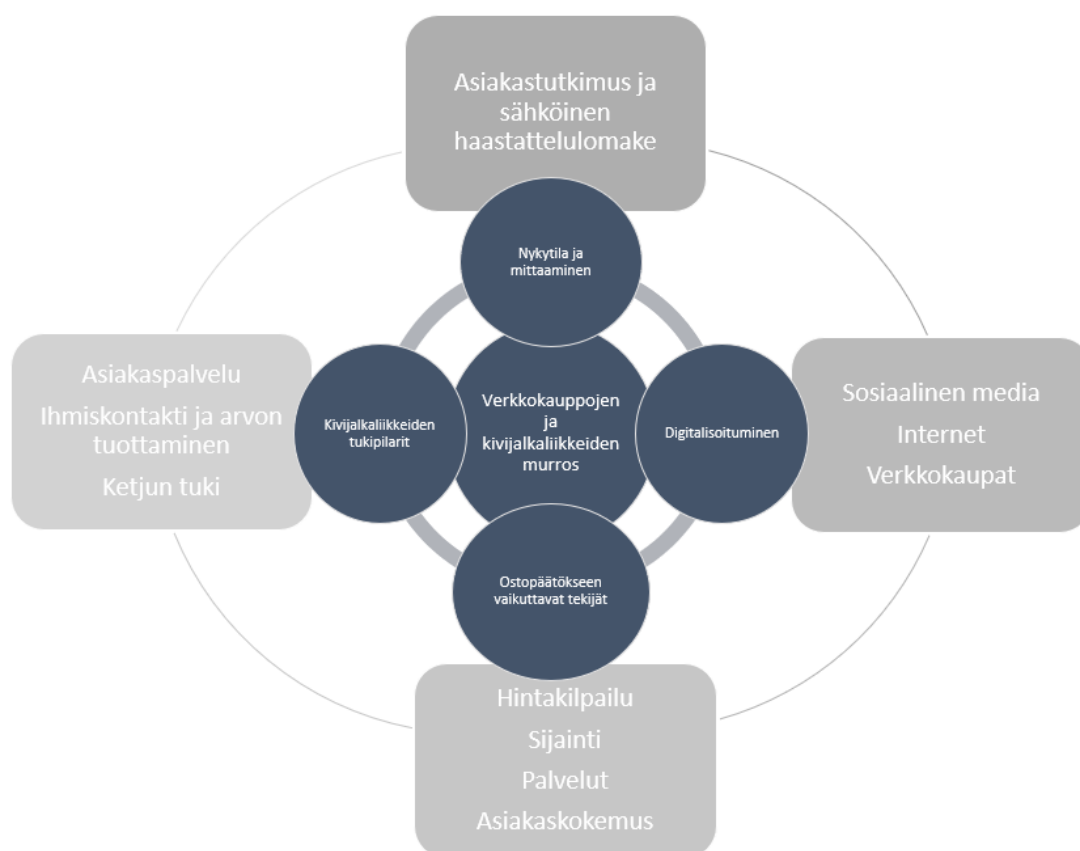 Asiakastutkimus ja
sähköinen
haastattelulomake
Nykytila ja
mittaaminen
Asiakaspalvelu
Ihmiskontakti ja arvon
tuottaminen
Ketjun tuki
Kivijalkaliikkeiden
tukipilarit
Verkkokauppojen
ja
kivijalkaliikkeiden
murros
Digitalisoituminen
Sosiaalinen media
Internet
Verkkokaupat
Ostopäätökseen
vaikuttavat tekijät
Hintakilpailu
Sijainti
Palvelut
Asiakaskokemus